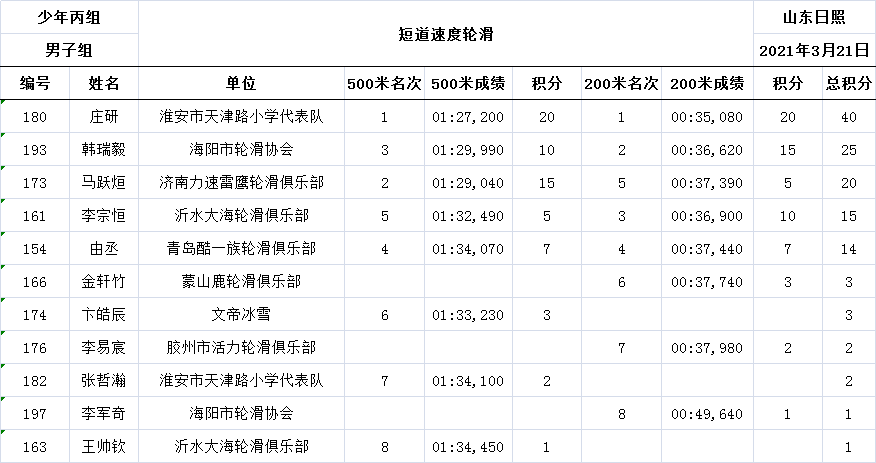 少年丙组 短道速度轮滑 山东日照
男子组 2021年3月21日
编号 姓名 单位 500米名次 500米成绩 积分 200米名次 200米成绩 积分 总积分
180 庄研 淮安市天津路小学代表队 1 01:27,200 20 1 00:35,080 20 40
193 韩瑞毅 海阳市轮滑协会 3 01:29,990 10 2 00:36,620 15 25
173 马跃烜 济南力速雷鹰轮滑俱乐部 2 01:29,040 15 5 00:37,390 5 20
161 李宗恒 沂水大海轮滑俱乐部 5 01:32,490 5 3 00:36,900 10 15
154 由丞 青岛酷一族轮滑俱乐部 4 01:34,070 7 4 00:37,440 7 14
166 金轩竹 蒙山鹿轮滑俱乐部 6 00:37,740 3 3
174 卞皓辰 文帝冰雪 6 01:33,230 3 3
176 李易宸 胶州市活力轮滑俱乐部 7 00:37,980 2 2
182 张哲瀚 淮安市天津路小学代表队 7 01:34,100 2 2
197 李军奇 海阳市轮滑协会 8 00:49,640 1 1
163 王帅钦 沂水大海轮滑俱乐部 8 01:34,450 1 1